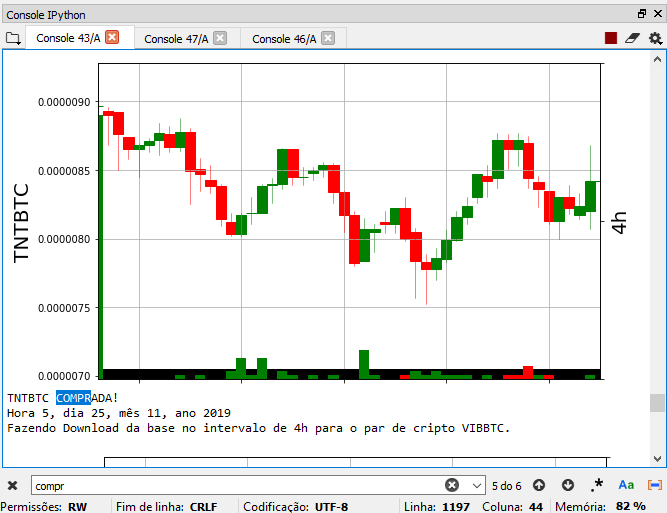 Console IPython
Console 43/A Console 47/A Console 46/A
0.0000090
0.0000085
0.0000080
0.0000075
0.0000070
TNTBTC
4h
TNTBTC COMPRADA!
Hora 5, dia 25, mês 11, ano 2019
Fazendo Download da base no intervalo de 4h para o par de cripto VIBBTC.
compr 5 do 6 .* Aa
Permissões: RW Fim de linha: CRLF Codificação: UTF-8 Linha: 1197 Coluna: 44 Memória: 82 %